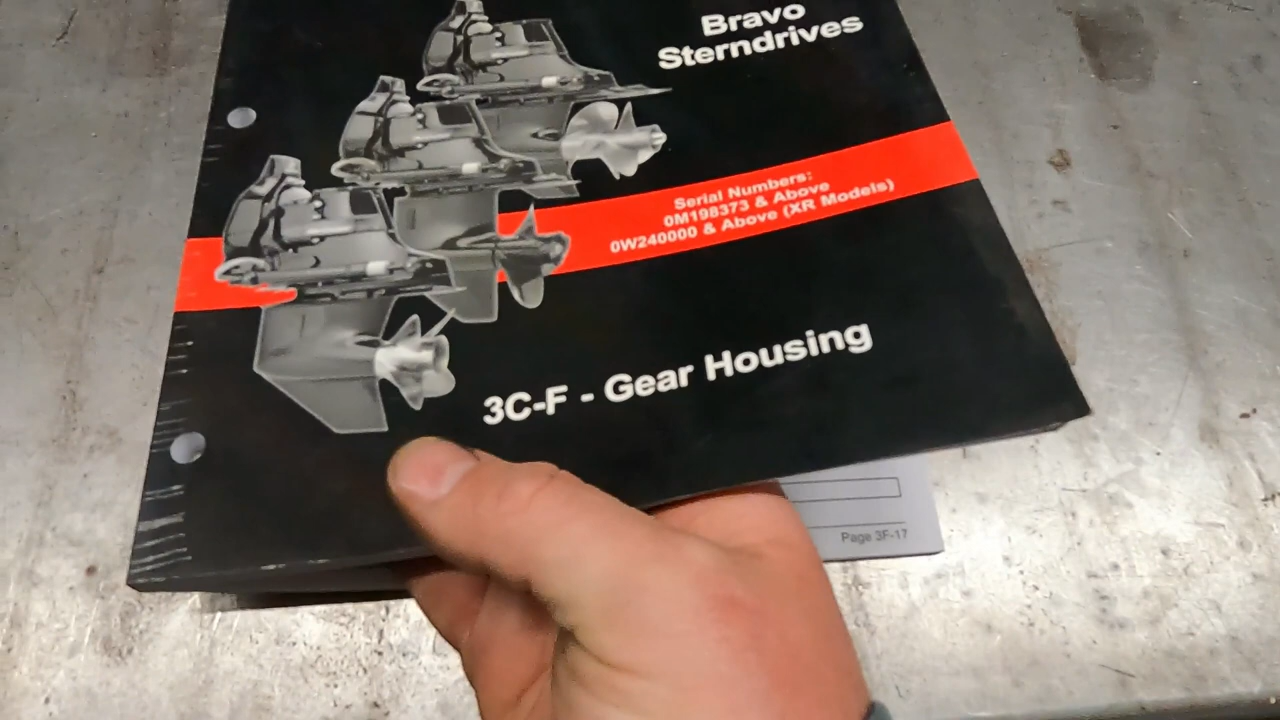 Bravo
Sterndrives
Serial Numbers:
0M198373 & Above
0W240000 & Above (XR Models)
3C-F - Gear Housing
Page 3F-17